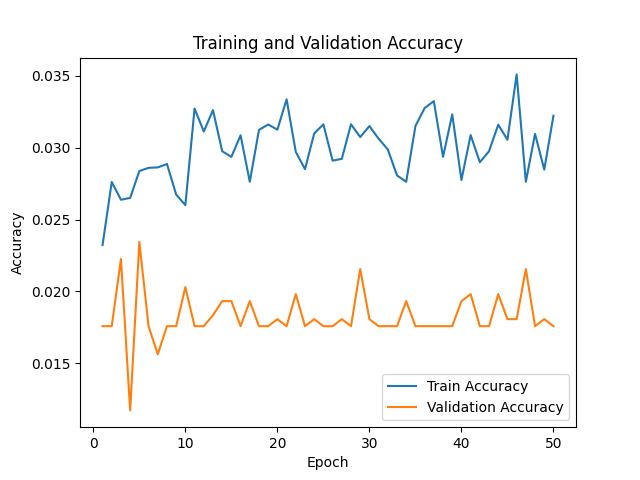 Training and Validation Accuracy
Accuracy
0.035
0.030
0.025
0.020
0.015
0
10
20
30
40
50
Epoch
Train Accuracy
Validation Accuracy